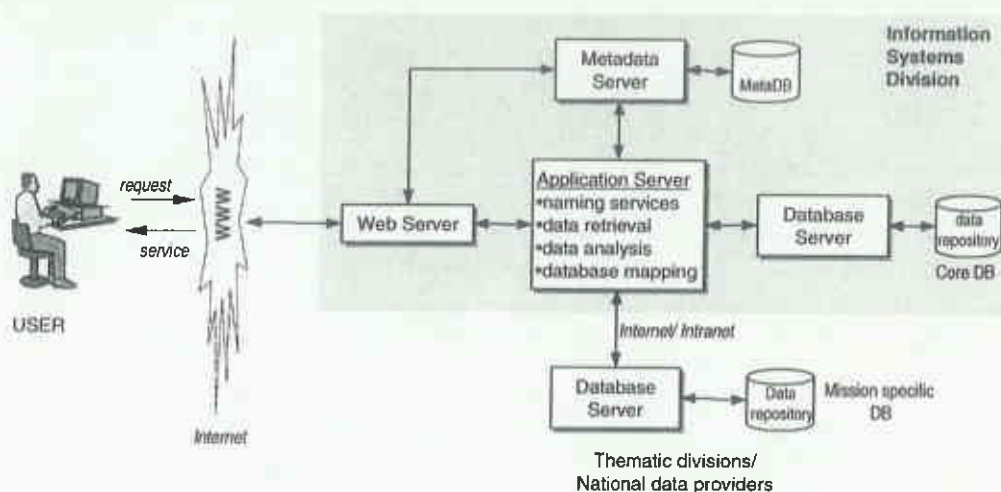 Information
Systems
Division
Metadata
Server
MetaDB
request
service
USER
WWW
Internet
Web Server
Application Server
•naming services
•data retrieval
•data analysis
•database mapping
Database
Server
data
repository
Core DB
Internet/ Intranet
Database
Server
Data
repository
Mission specific
DB
Thematic divisions/
National data providers